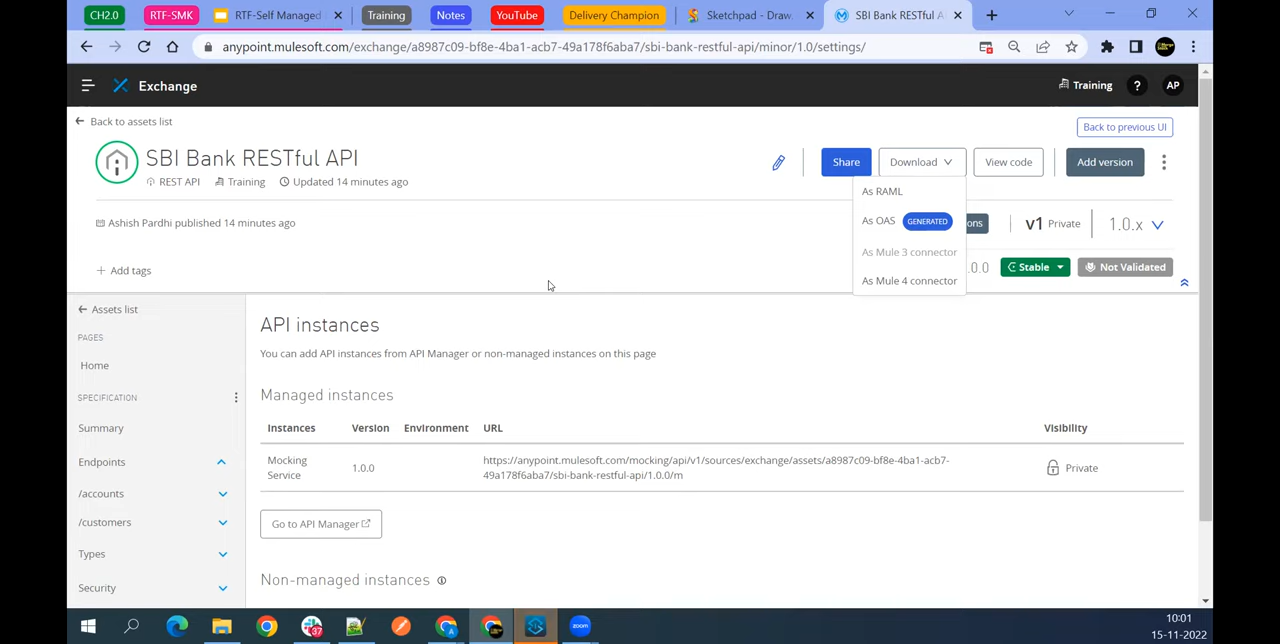 CH2.0
RTF-SMK
RTF-Self Managed
Training
Notes
YouTube
Delivery Champion
Sketchpad - Draw.
SBI Bank RESTful A
anypoint.mulesoft.com/exchange/a8987c09-bf8e-4ba1-acb7-49a178f6aba7/sbi-bank-restful-api/minor/1.0/settings/
Exchange
Training
?
AP
Back to assets list
Back to previous UI
SBI Bank RESTful API
Share
Download
View code
Add version
REST API
Training
Updated 14 minutes ago
As RAML
Ashish Pardhi published 14 minutes ago
As OAS GENERATED
ons
v1 Private
1.0.x
As Mule 3 connector
+ Add tags
As Mule 4 connector
.0.0
Stable
Not Validated
Assets list
PAGES
Home
SPECIFICATION
Summary
Endpoints
/accounts
/customers
Types
Security
API instances
You can add API instances from API Manager or non-managed instances on this page
Managed instances
Instances Version Environment URL Visibility
Mocking Service
1.0.0
https://anypoint.mulesoft.com/mocking/api/v1/sources/exchange/assets/a8987c09-bf8e-4ba1-acb7-
49a178f6aba7/sbi-bank-restful-api/1.0.0/m
Private
Go to API Manager
Non-managed instances
37
zoom
10:01
15-11-2022